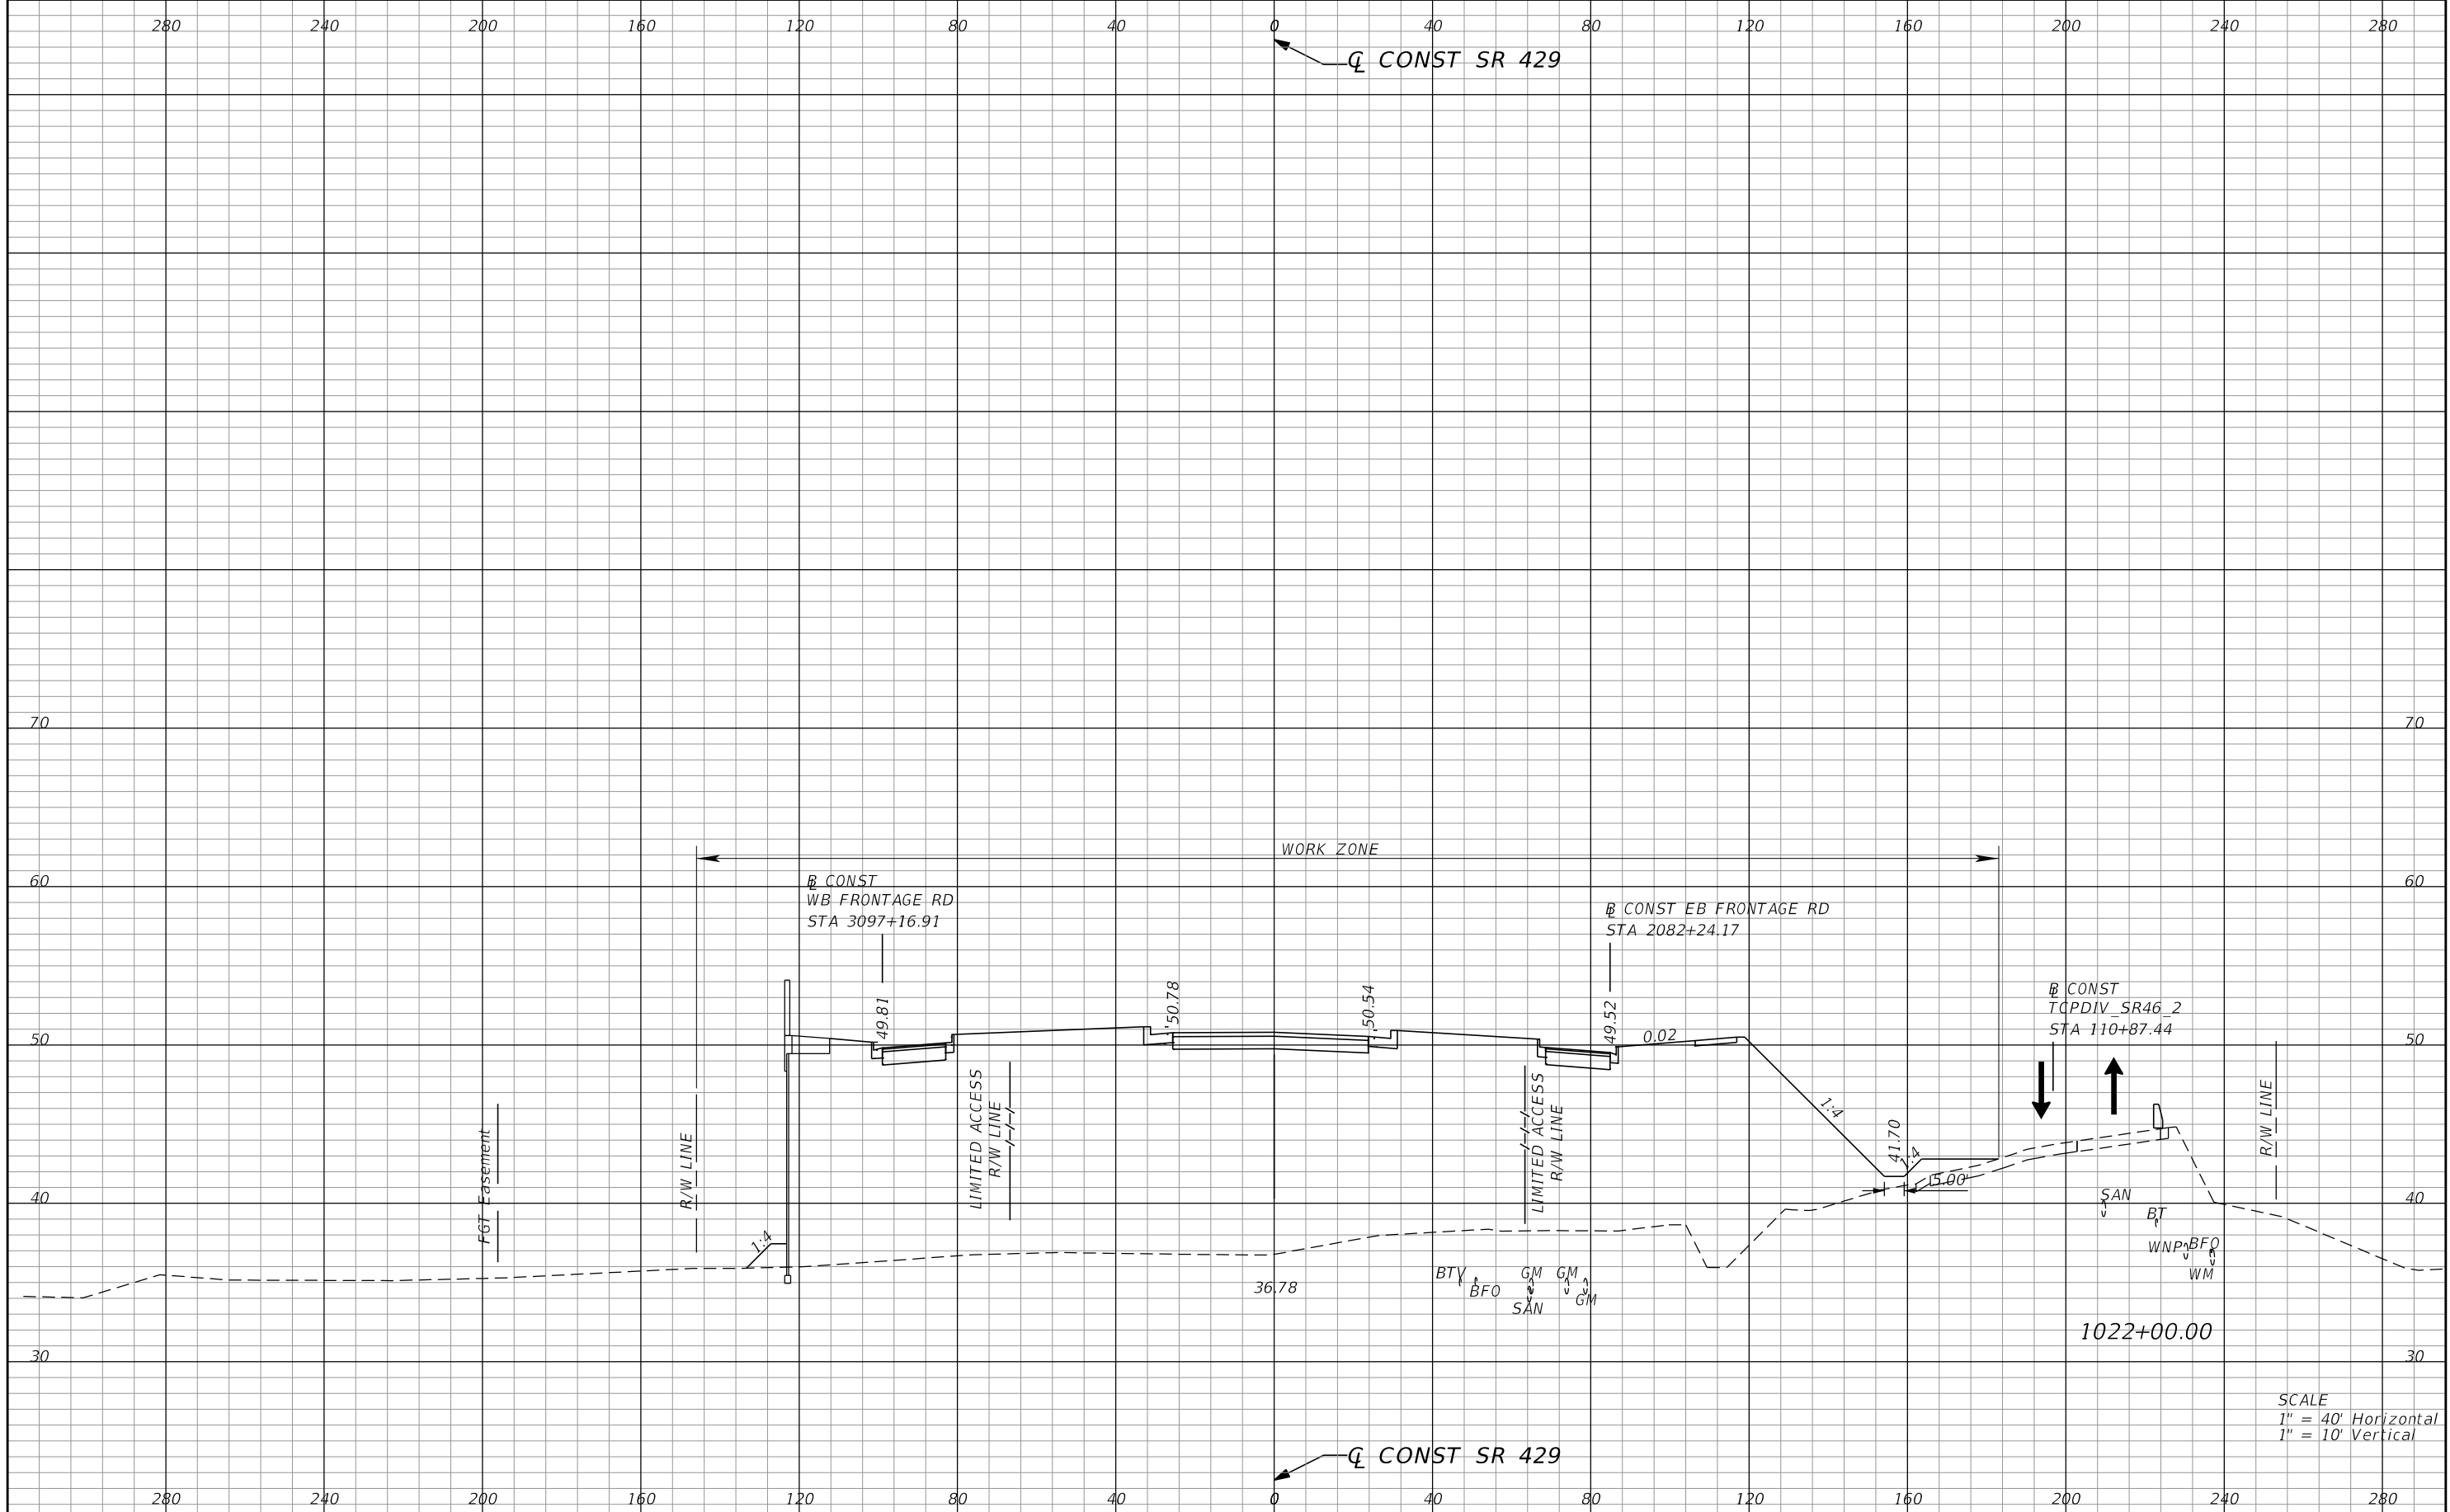 280 240 200 160 120 80 40 0 40 80 120 160 200 240 280
℄ CONST SR 429
70 70
WORK ZONE
60 60
℄ CONST
WB FRONTAGE RD
STA 3097+16.91
℄ CONST EB FRONTAGE RD
STA 2082+24.17
℄ CONST
TCPDIV_SR46_2
STA 110+87.44
49.81
50.78
50.54
49.52
0.02
50 50
1:4
41.70
1:4
5.00'
FGT Easement
R/W LINE
LIMITED ACCESS
R/W LINE
LIMITED ACCESS
R/W LINE
R/W LINE
40 40
1:4
SAN
BT
WNP
BFO
WM
BTV
BFO
GM
GM
SAN
GM
36.78
1022+00.00
30 30
SCALE
1" = 40' Horizontal
1" = 10' Vertical
℄ CONST SR 429
280 240 200 160 120 80 40 0 40 80 120 160 200 240 280